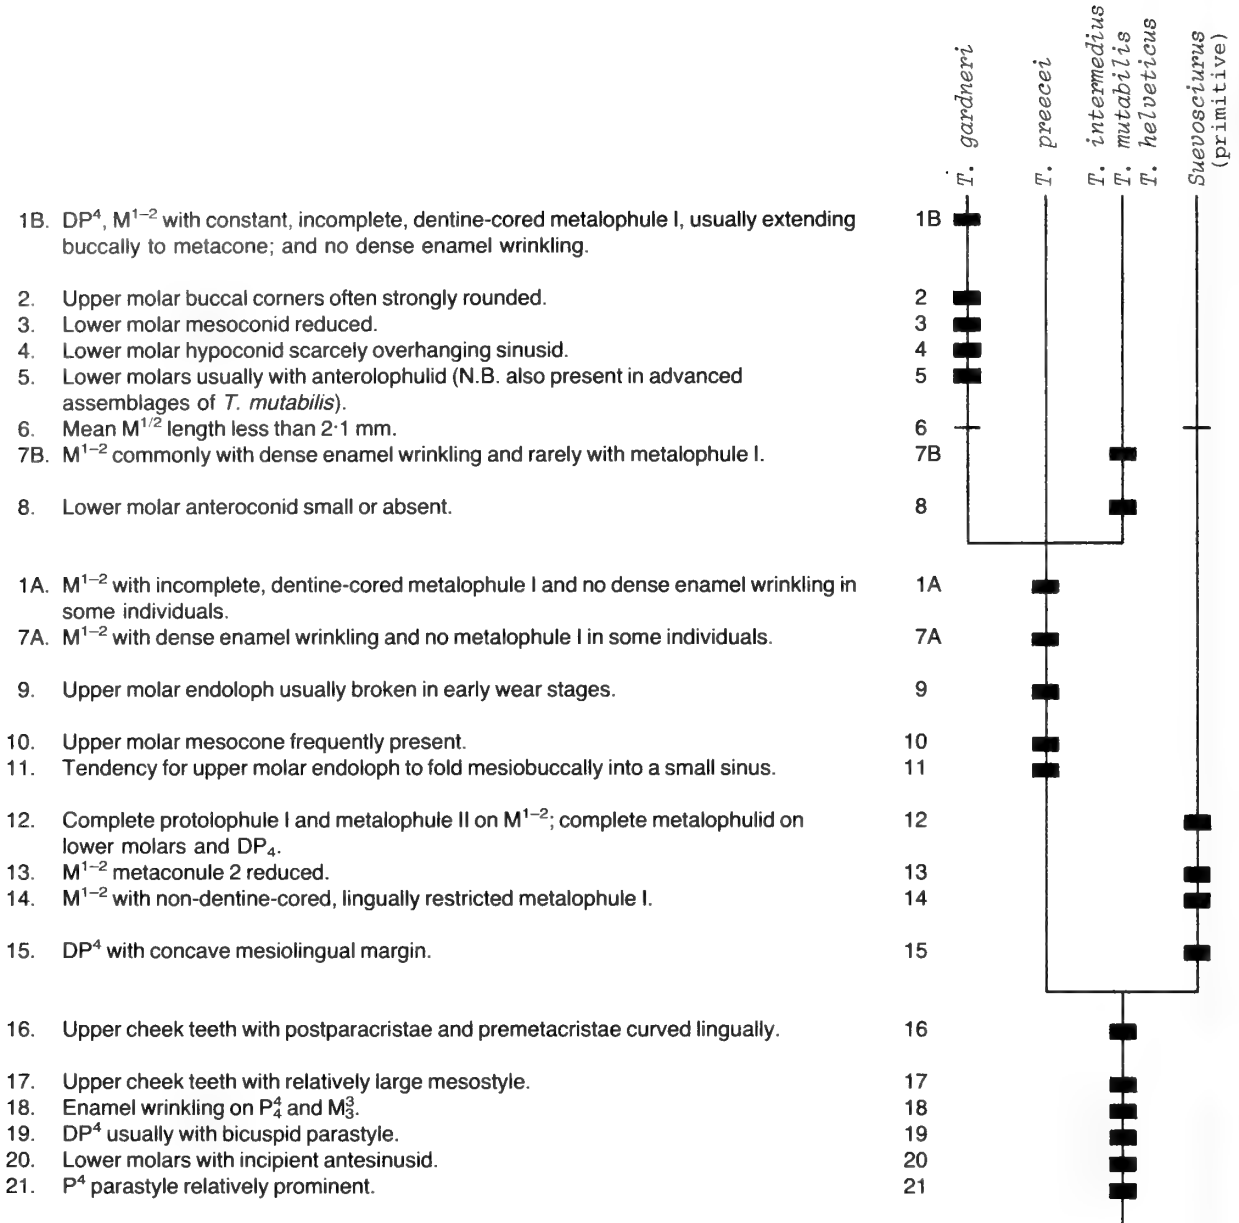 T. gardneri
T. preecei
T. intermedius
T. mutabilis
T. helveticus
Suevosciurus
(primitive)
1B. DP⁴, M¹⁻² with constant, incomplete, dentine-cored metalophule I, usually extending 1B
buccally to metacone; and no dense enamel wrinkling.
2. Upper molar buccal corners often strongly rounded. 2
3. Lower molar mesoconid reduced. 3
4. Lower molar hypoconid scarcely overhanging sinusid. 4
5. Lower molars usually with anterolophulid (N.B. also present in advanced 5
assemblages of T. mutabilis).
6. Mean M¹/² length less than 2·1 mm. 6
7B. M¹⁻² commonly with dense enamel wrinkling and rarely with metalophule I. 7B
8. Lower molar anteroconid small or absent. 8
1A. M¹⁻² with incomplete, dentine-cored metalophule I and no dense enamel wrinkling in 1A
some individuals.
7A. M¹⁻² with dense enamel wrinkling and no metalophule I in some individuals. 7A
9. Upper molar endoloph usually broken in early wear stages. 9
10. Upper molar mesocone frequently present. 10
11. Tendency for upper molar endoloph to fold mesiobuccally into a small sinus. 11
12. Complete protolophule I and metalophule II on M¹⁻²; complete metalophulid on 12
lower molars and DP₄.
13. M¹⁻² metaconule 2 reduced. 13
14. M¹⁻² with non-dentine-cored, lingually restricted metalophule I. 14
15. DP⁴ with concave mesiolingual margin. 15
16. Upper cheek teeth with postparacristae and premetacristae curved lingually. 16
17. Upper cheek teeth with relatively large mesostyle. 17
18. Enamel wrinkling on P⁴₄ and M³₃. 18
19. DP⁴ usually with bicuspid parastyle. 19
20. Lower molars with incipient antesinusid. 20
21. P⁴ parastyle relatively prominent. 21